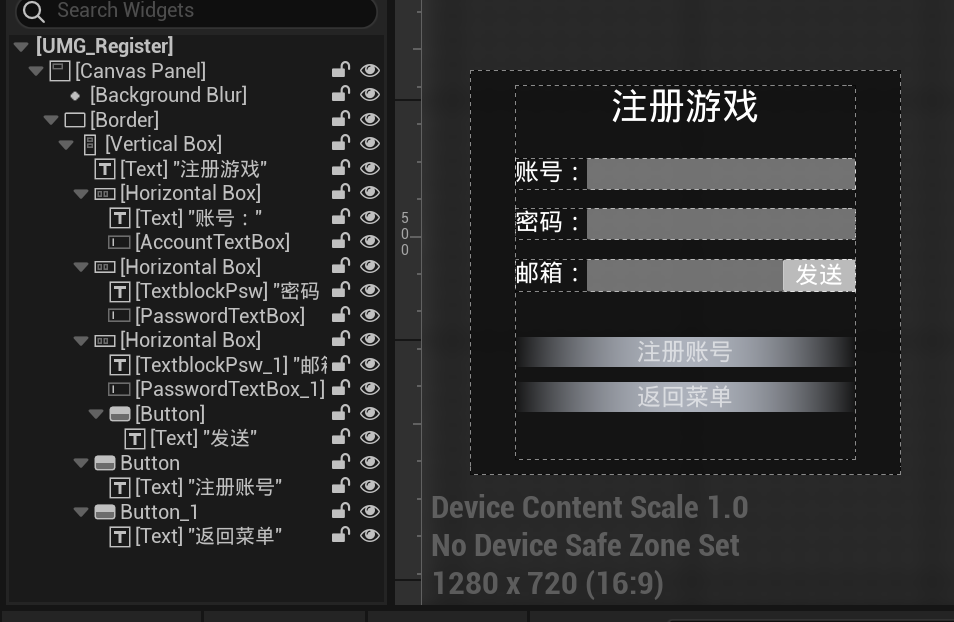 Search Widgets
[UMG_Register]
[Canvas Panel]
[Background Blur]
[Border]
[Vertical Box]
[Text] "注册游戏"
[Horizontal Box]
[Text] "账号："
[AccountTextBox]
[Horizontal Box]
[TextblockPsw] "密码
[PasswordTextBox]
[Horizontal Box]
[TextblockPsw_1] "邮箱
[PasswordTextBox_1]
[Button]
[Text] "发送"
Button
[Text] "注册账号"
Button_1
[Text] "返回菜单"
500
注册游戏
账号：
密码：
邮箱：
发送
注册账号
返回菜单
Device Content Scale 1.0
No Device Safe Zone Set
1280 x 720 (16:9)